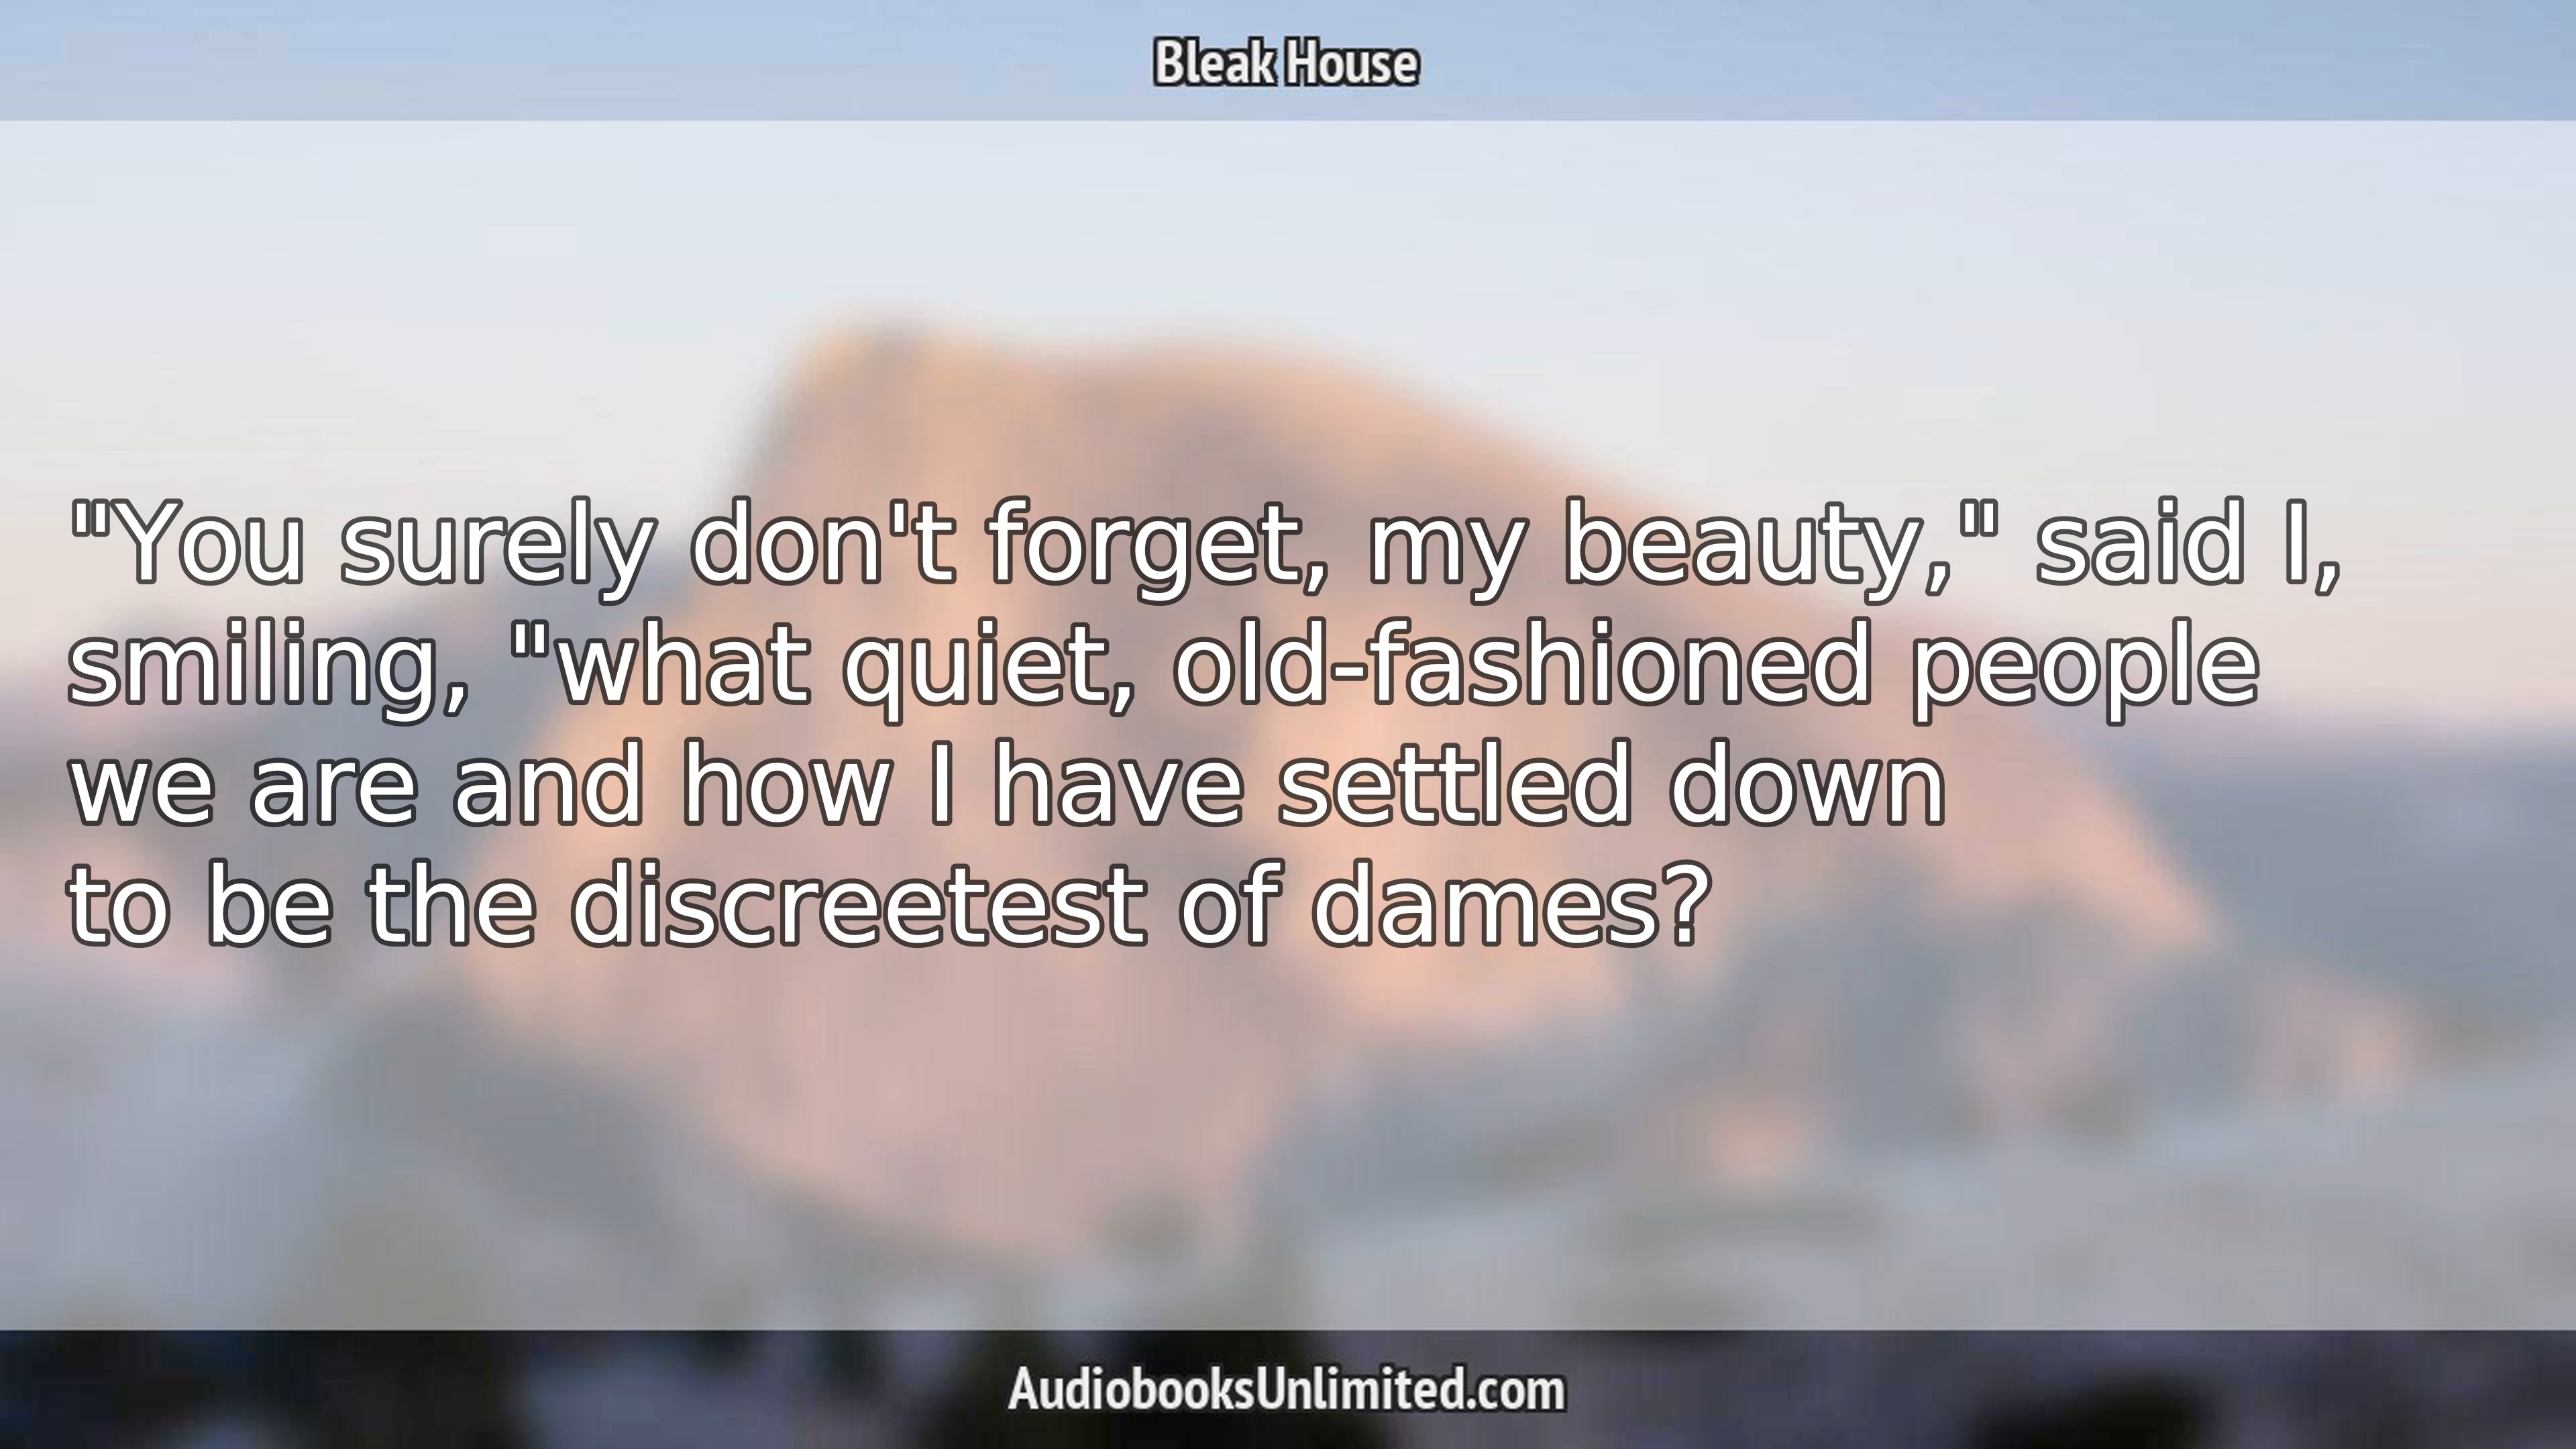 Bleak House
"You surely don't forget, my beauty," said I,
smiling, "what quiet, old-fashioned people
we are and how I have settled down
to be the discreetest of dames?
AudiobooksUnlimited.com